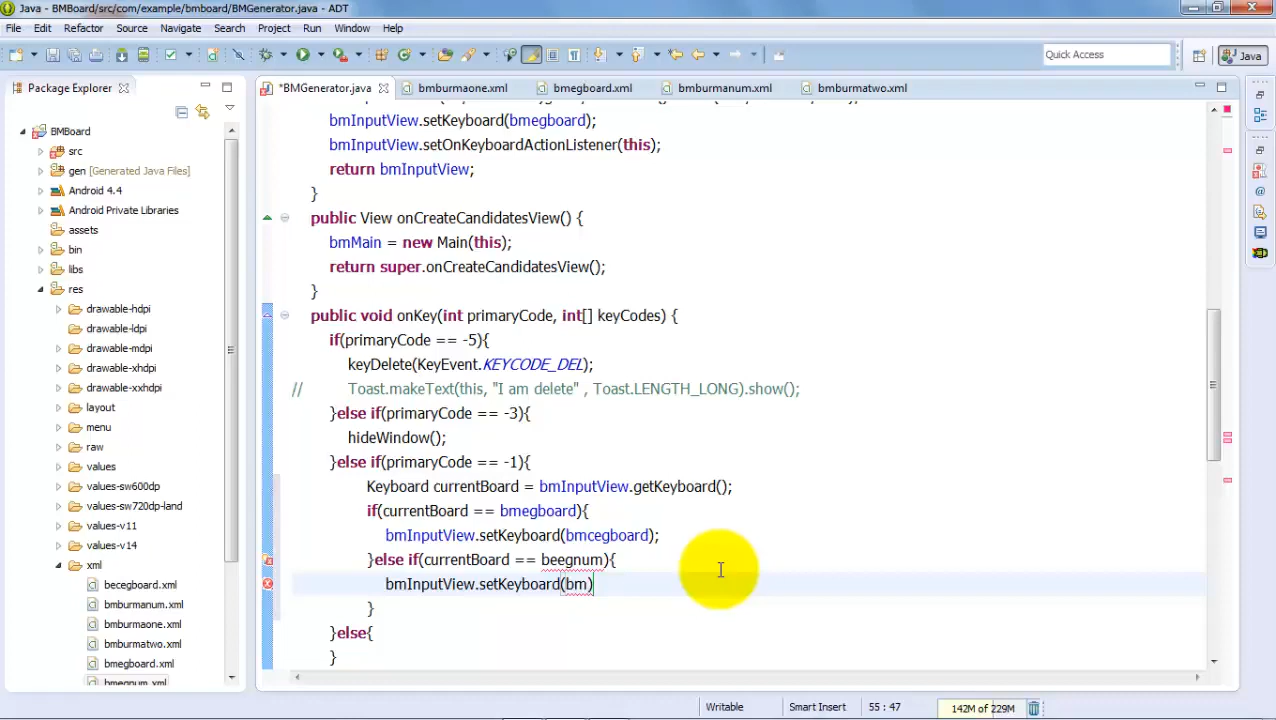 Java - BMBoard/src/com/example/bmboard/BMGenerator.java - ADT
File Edit Refactor Source Navigate Search Project Run Window Help
Quick Access
Java
Package Explorer
*BMGenerator.java
bmburmaone.xml
bmegboard.xml
bmburmanum.xml
bmburmatwo.xml
BMBoard
src
gen [Generated Java Files]
Android 4.4
Android Private Libraries
assets
bin
libs
res
drawable-hdpi
drawable-ldpi
drawable-mdpi
drawable-xhdpi
drawable-xxhdpi
layout
menu
raw
values
values-sw600dp
values-sw720dp-land
values-v11
values-v14
xml
becegboard.xml
bmburmanum.xml
bmburmaone.xml
bmburmatwo.xml
bmegboard.xml
bmegnum.xml
bmInputView.setKeyboard(bmegboard);
bmInputView.setOnKeyboardActionListener(this);
return bmInputView;
}
public View onCreateCandidatesView() {
bmMain = new Main(this);
return super.onCreateCandidatesView();
}
public void onKey(int primaryCode, int[] keyCodes) {
if(primaryCode == -5){
keyDelete(KeyEvent.KEYCODE_DEL);
// Toast.makeText(this, "I am delete" , Toast.LENGTH_LONG).show();
}else if(primaryCode == -3){
hideWindow();
}else if(primaryCode == -1){
Keyboard currentBoard = bmInputView.getKeyboard();
if(currentBoard == bmegboard){
bmInputView.setKeyboard(bmcegboard);
}else if(currentBoard == beegnum){
bmInputView.setKeyboard(bm)
}
}else{
}
Writable
Smart Insert
55 : 47
142M of 229M